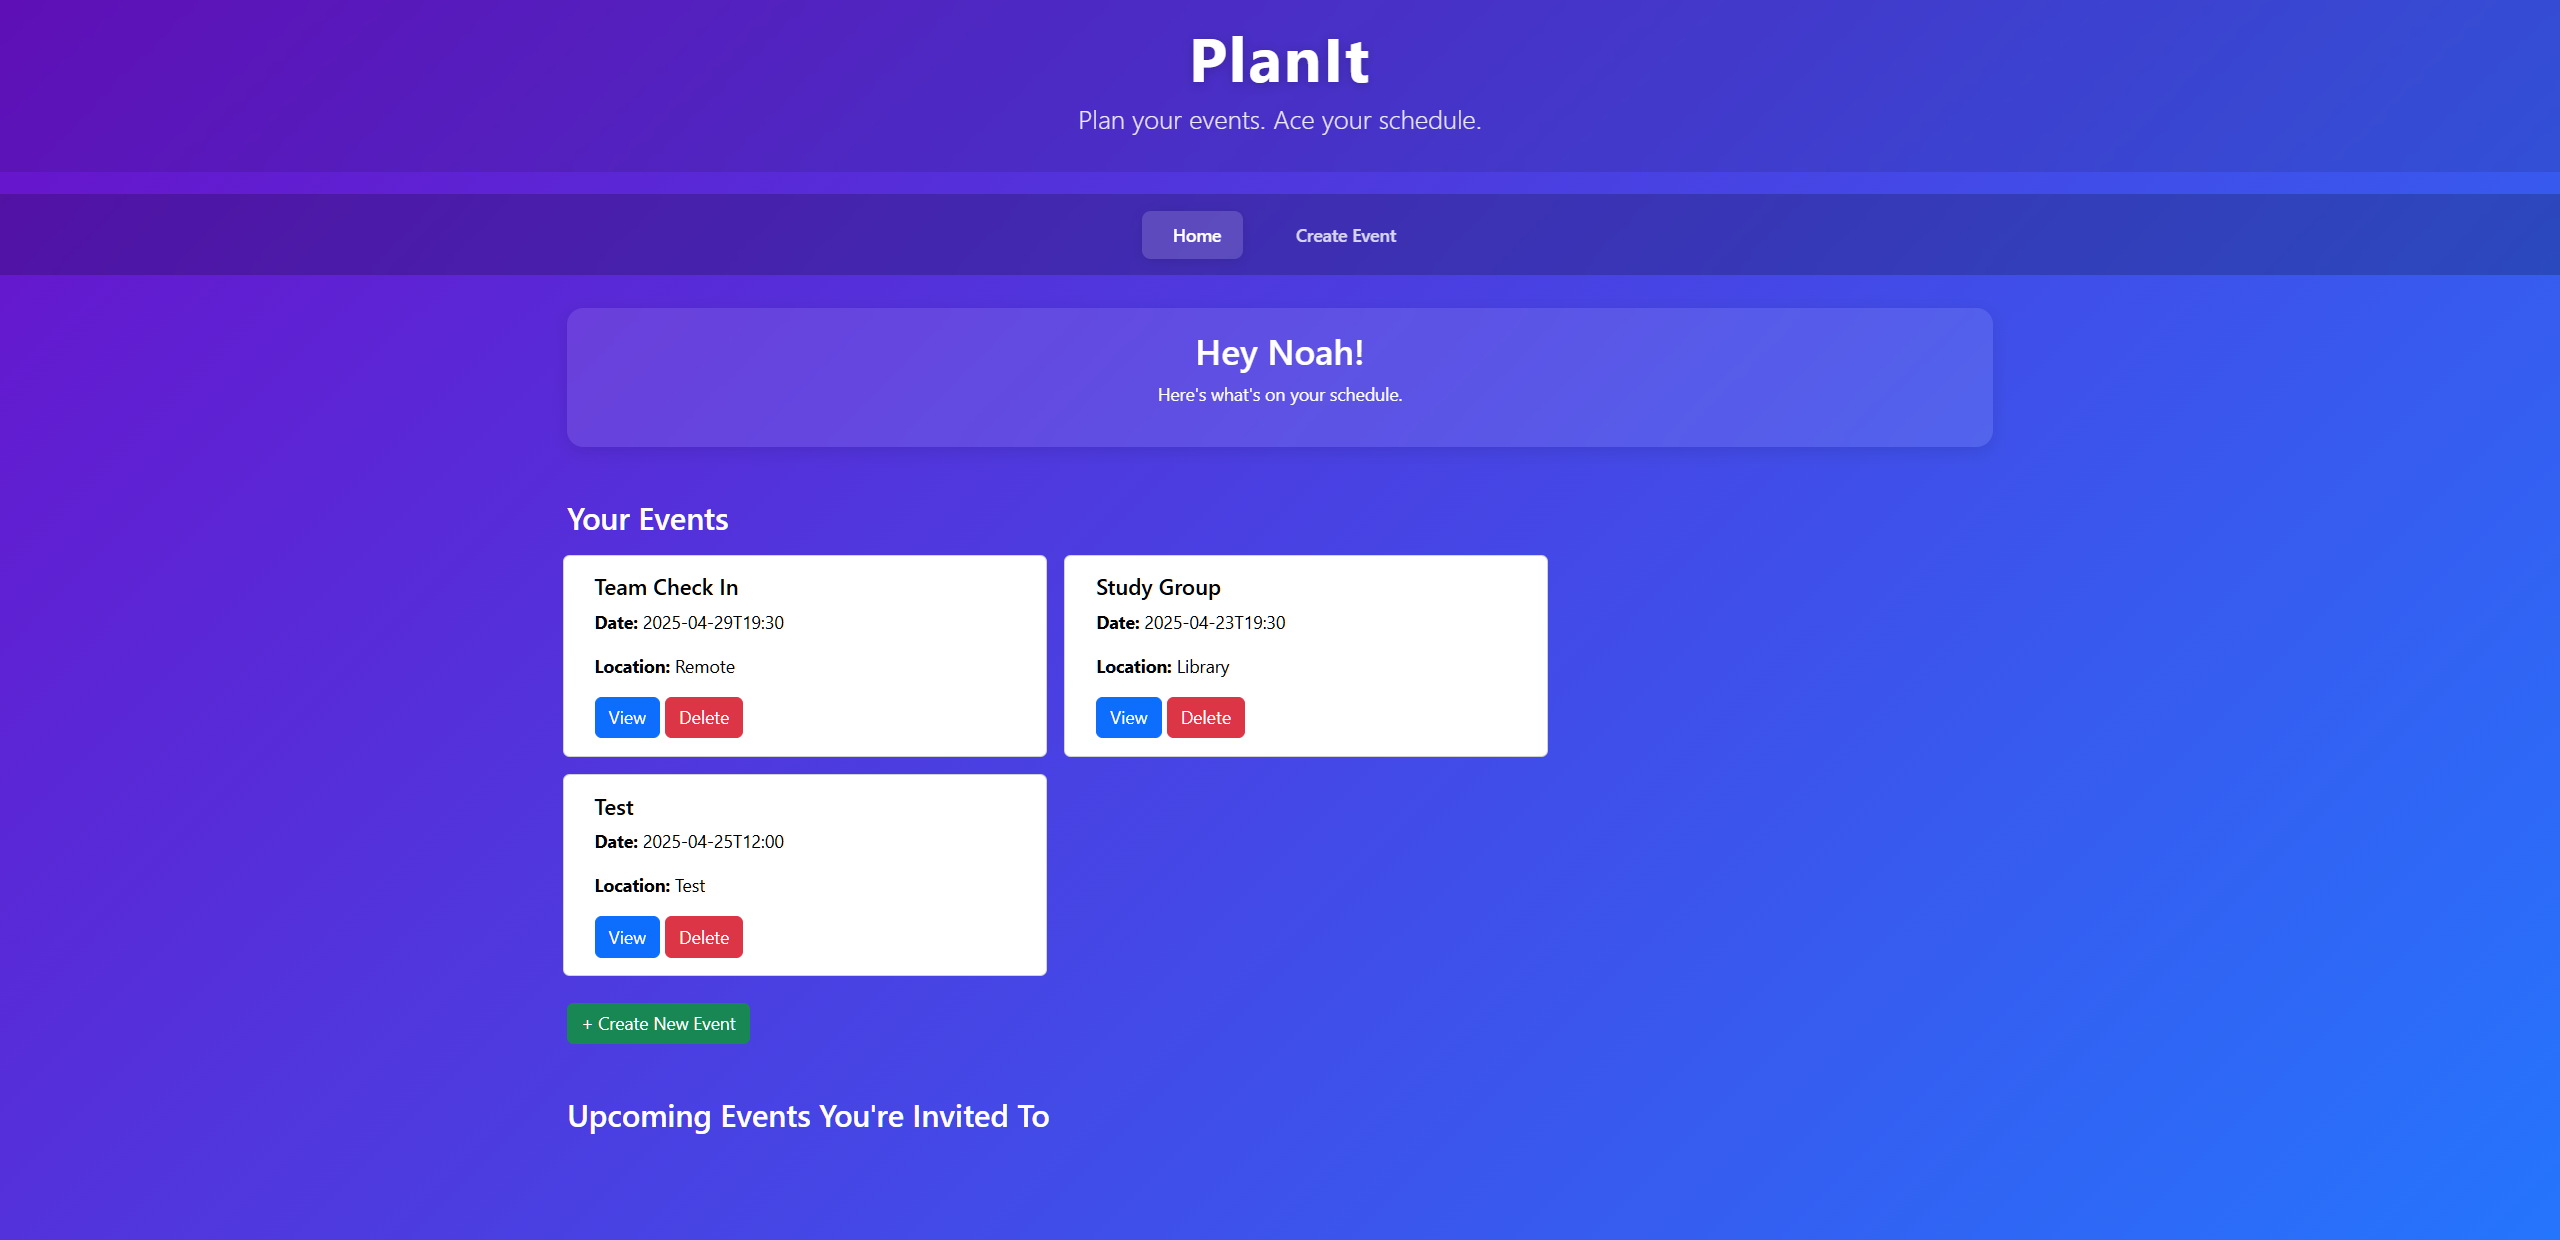 PlanIt
Plan your events. Ace your schedule.
Home
Create Event
Hey Noah!
Here's what's on your schedule.
Your Events
Team Check In
Date: 2025-04-29T19:30
Location: Remote
View
Delete
Study Group
Date: 2025-04-23T19:30
Location: Library
View
Delete
Test
Date: 2025-04-25T12:00
Location: Test
View
Delete
+ Create New Event
Upcoming Events You're Invited To